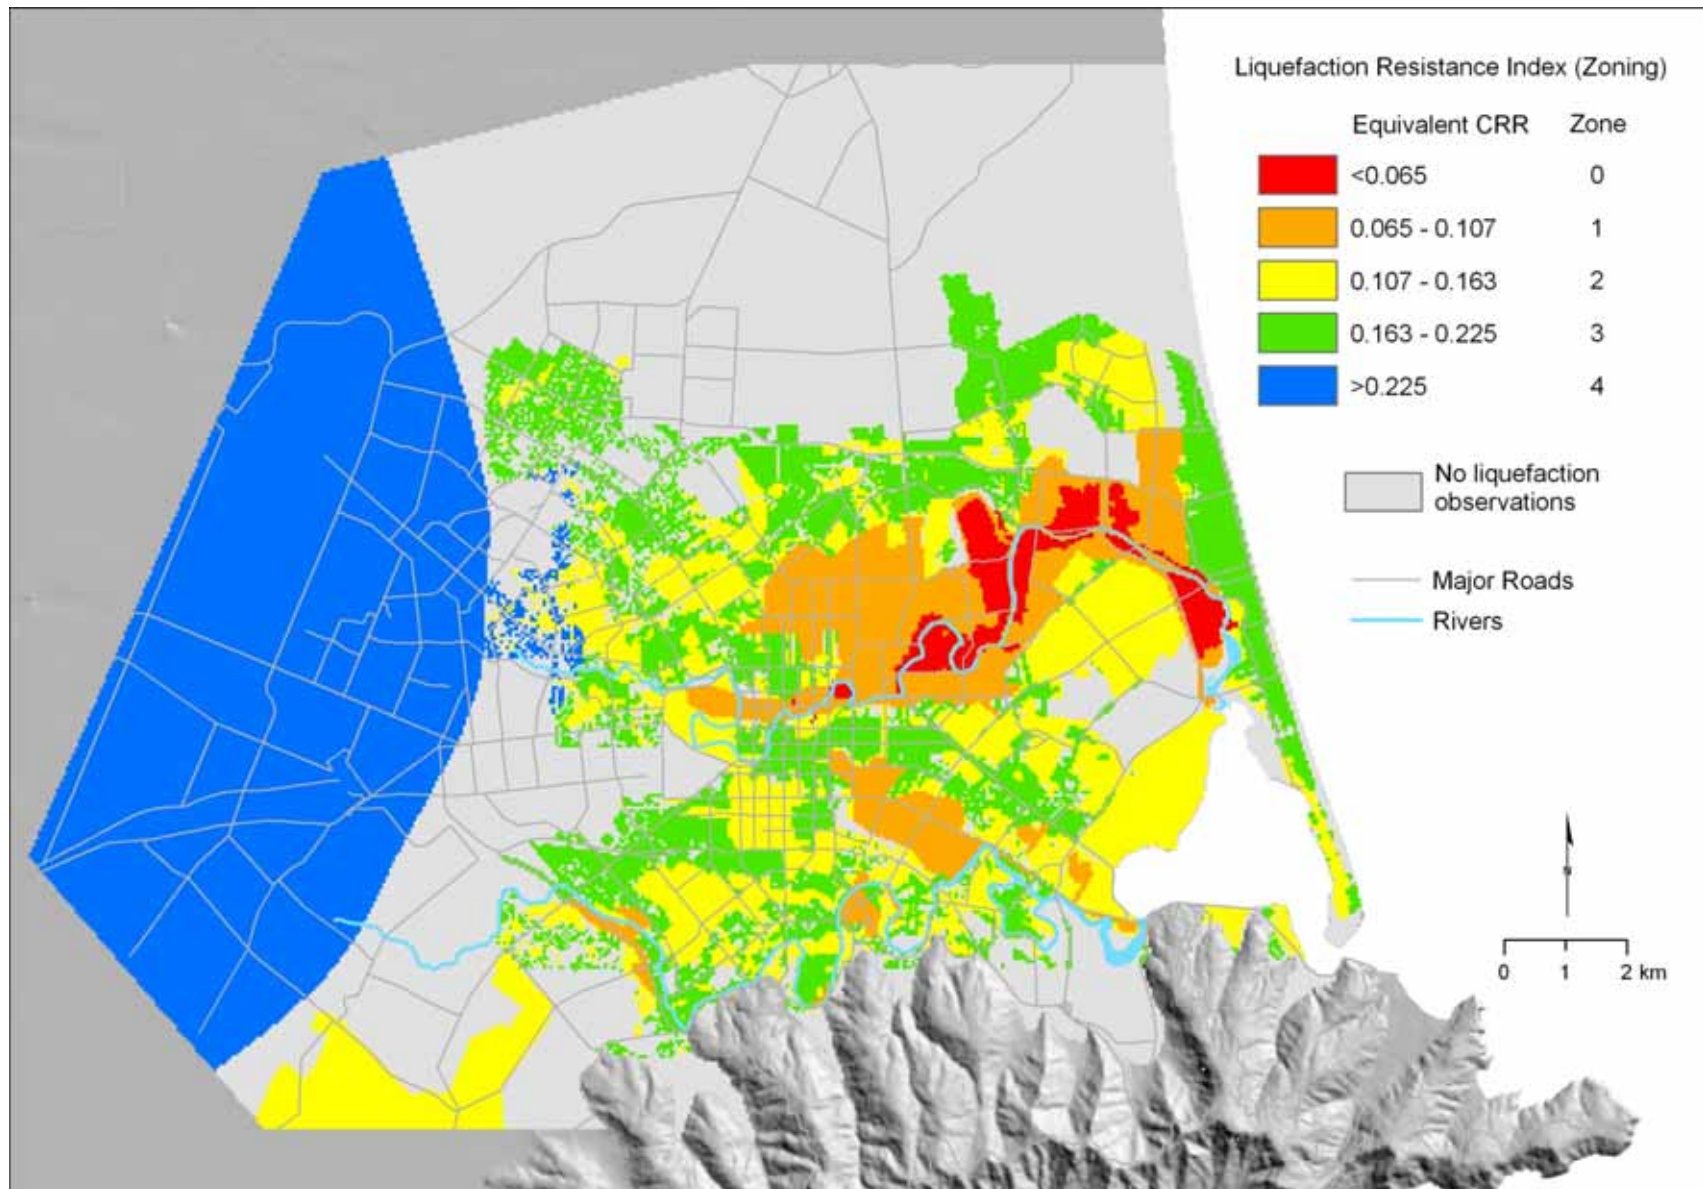 Liquefaction Resistance Index (Zoning)
Equivalent CRR Zone
<0.065 0
0.065 - 0.107 1
0.107 - 0.163 2
0.163 - 0.225 3
>0.225 4
No liquefaction
observations
Major Roads
Rivers
N
0 1 2 km